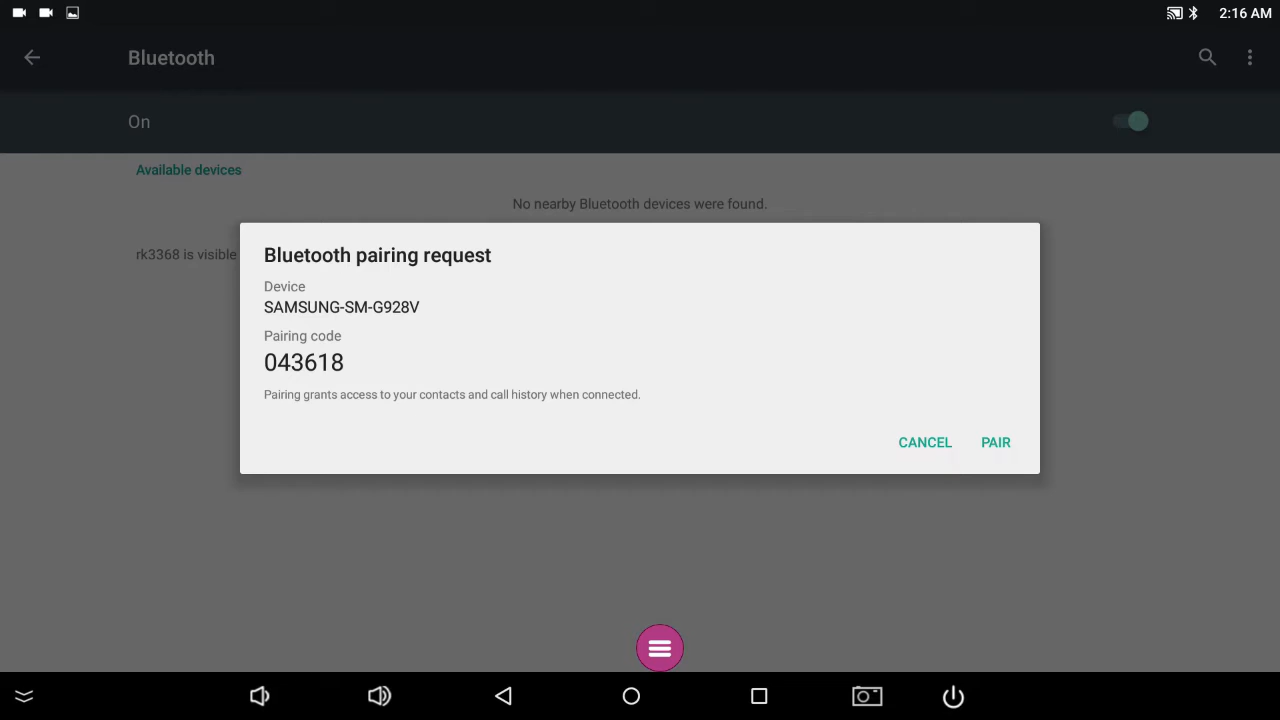 2:16 AM
Bluetooth
On
Available devices
No nearby Bluetooth devices were found.
rk3368 is visible
Bluetooth pairing request
Device
SAMSUNG-SM-G928V
Pairing code
043618
Pairing grants access to your contacts and call history when connected.
CANCEL PAIR